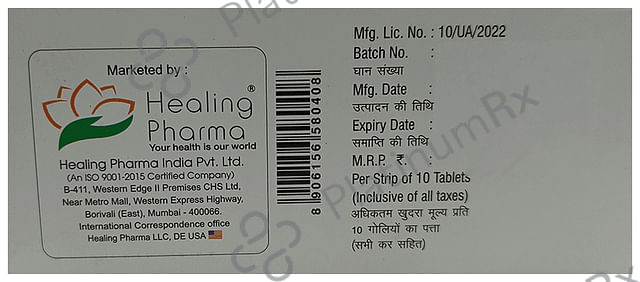 Marketed by :
Healing®
Pharma
Your health is our world
Healing Pharma India Pvt. Ltd.
(An ISO 9001-2015 Certified Company)
B-411, Western Edge II Premises CHS Ltd,
Near Metro Mall, Western Express Highway,
Borivali (East), Mumbai - 400066.
International Correspondence office
Healing Pharma LLC, DE USA
8 906156 580408
Mfg. Lic. No. : 10/UA/2022
Batch No. :
घान संख्या
Mfg. Date :
उत्पादन की तिथि
Expiry Date :
समाप्ति की तिथि
M.R.P. ₹ :
Per Strip of 10 Tablets
(Inclusive of all taxes)
अधिकतम खुदरा मूल्य प्रति
10 गोलियों का पत्ता
(सभी कर सहित)
PlatinumRx